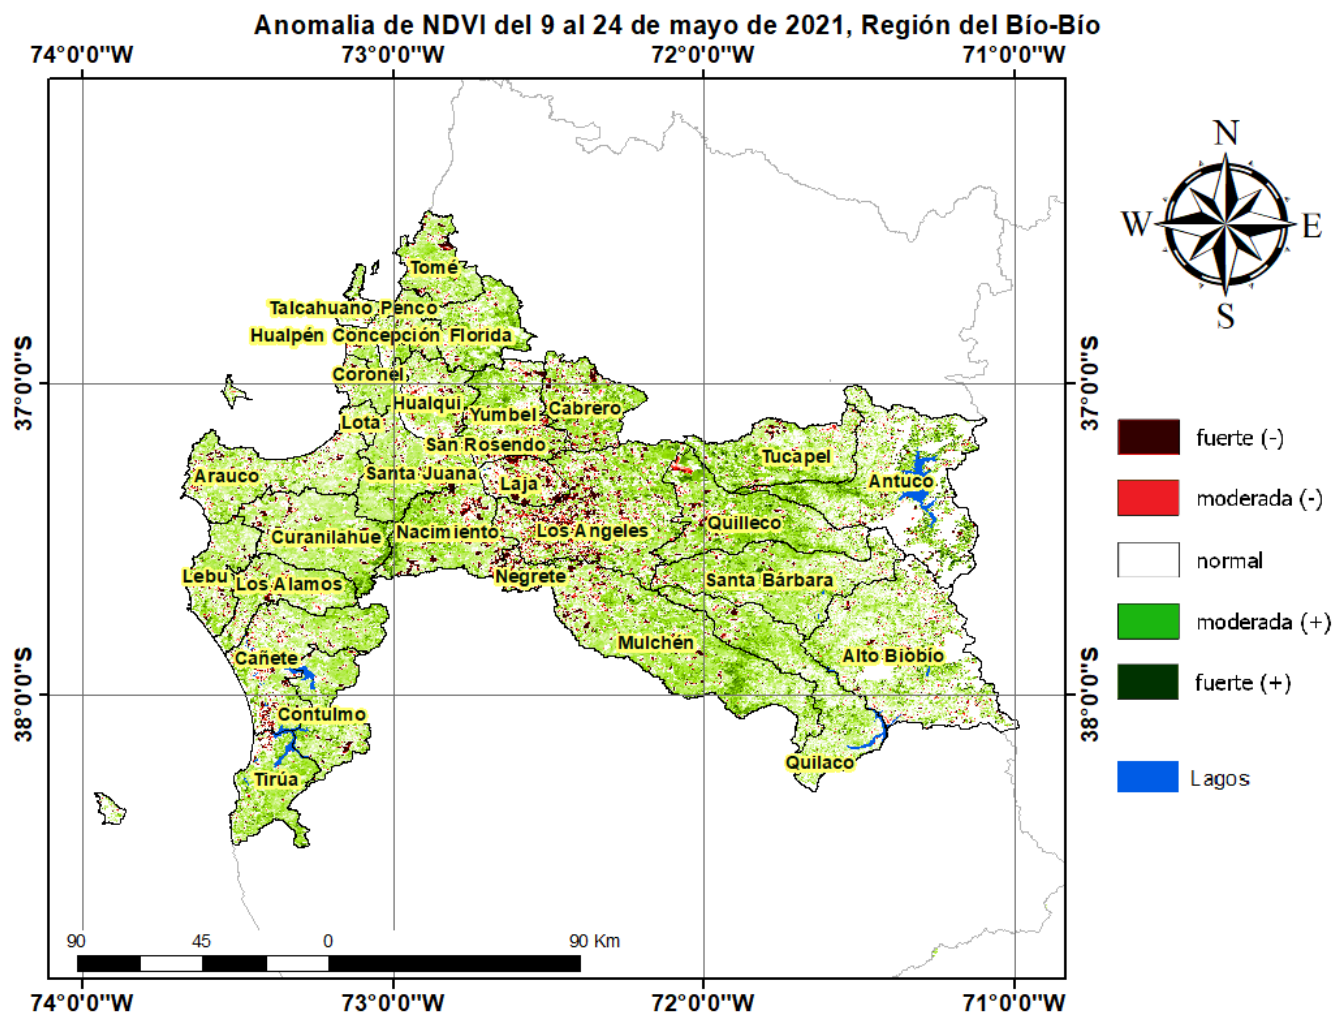 Anomalia de NDVI del 9 al 24 de mayo de 2021, Región del Bío-Bío
74°0'0"W 73°0'0"W 72°0'0"W 71°0'0"W
N
W E
S
Tomé
Talcahuano Penco
Hualpén Concepción Florida
37°0'0"S 37°0'0"S
Coronel
Hualqui Yumbel Cabrero
Lota
San Rosendo
Tucapel
Arauco Santa Juana Laja Antuco
Nacimiento Los Angeles Quilleco
Curanilahue
Lebu Los Alamos Negrete Santa Bárbara
Mulchén
Cañete Alto Biobío
38°0'0"S 38°0'0"S
Contulmo
Quilaco
Tirúa
fuerte (-)
moderada (-)
normal
moderada (+)
fuerte (+)
Lagos
90 45 0 90 Km
74°0'0"W 73°0'0"W 72°0'0"W 71°0'0"W